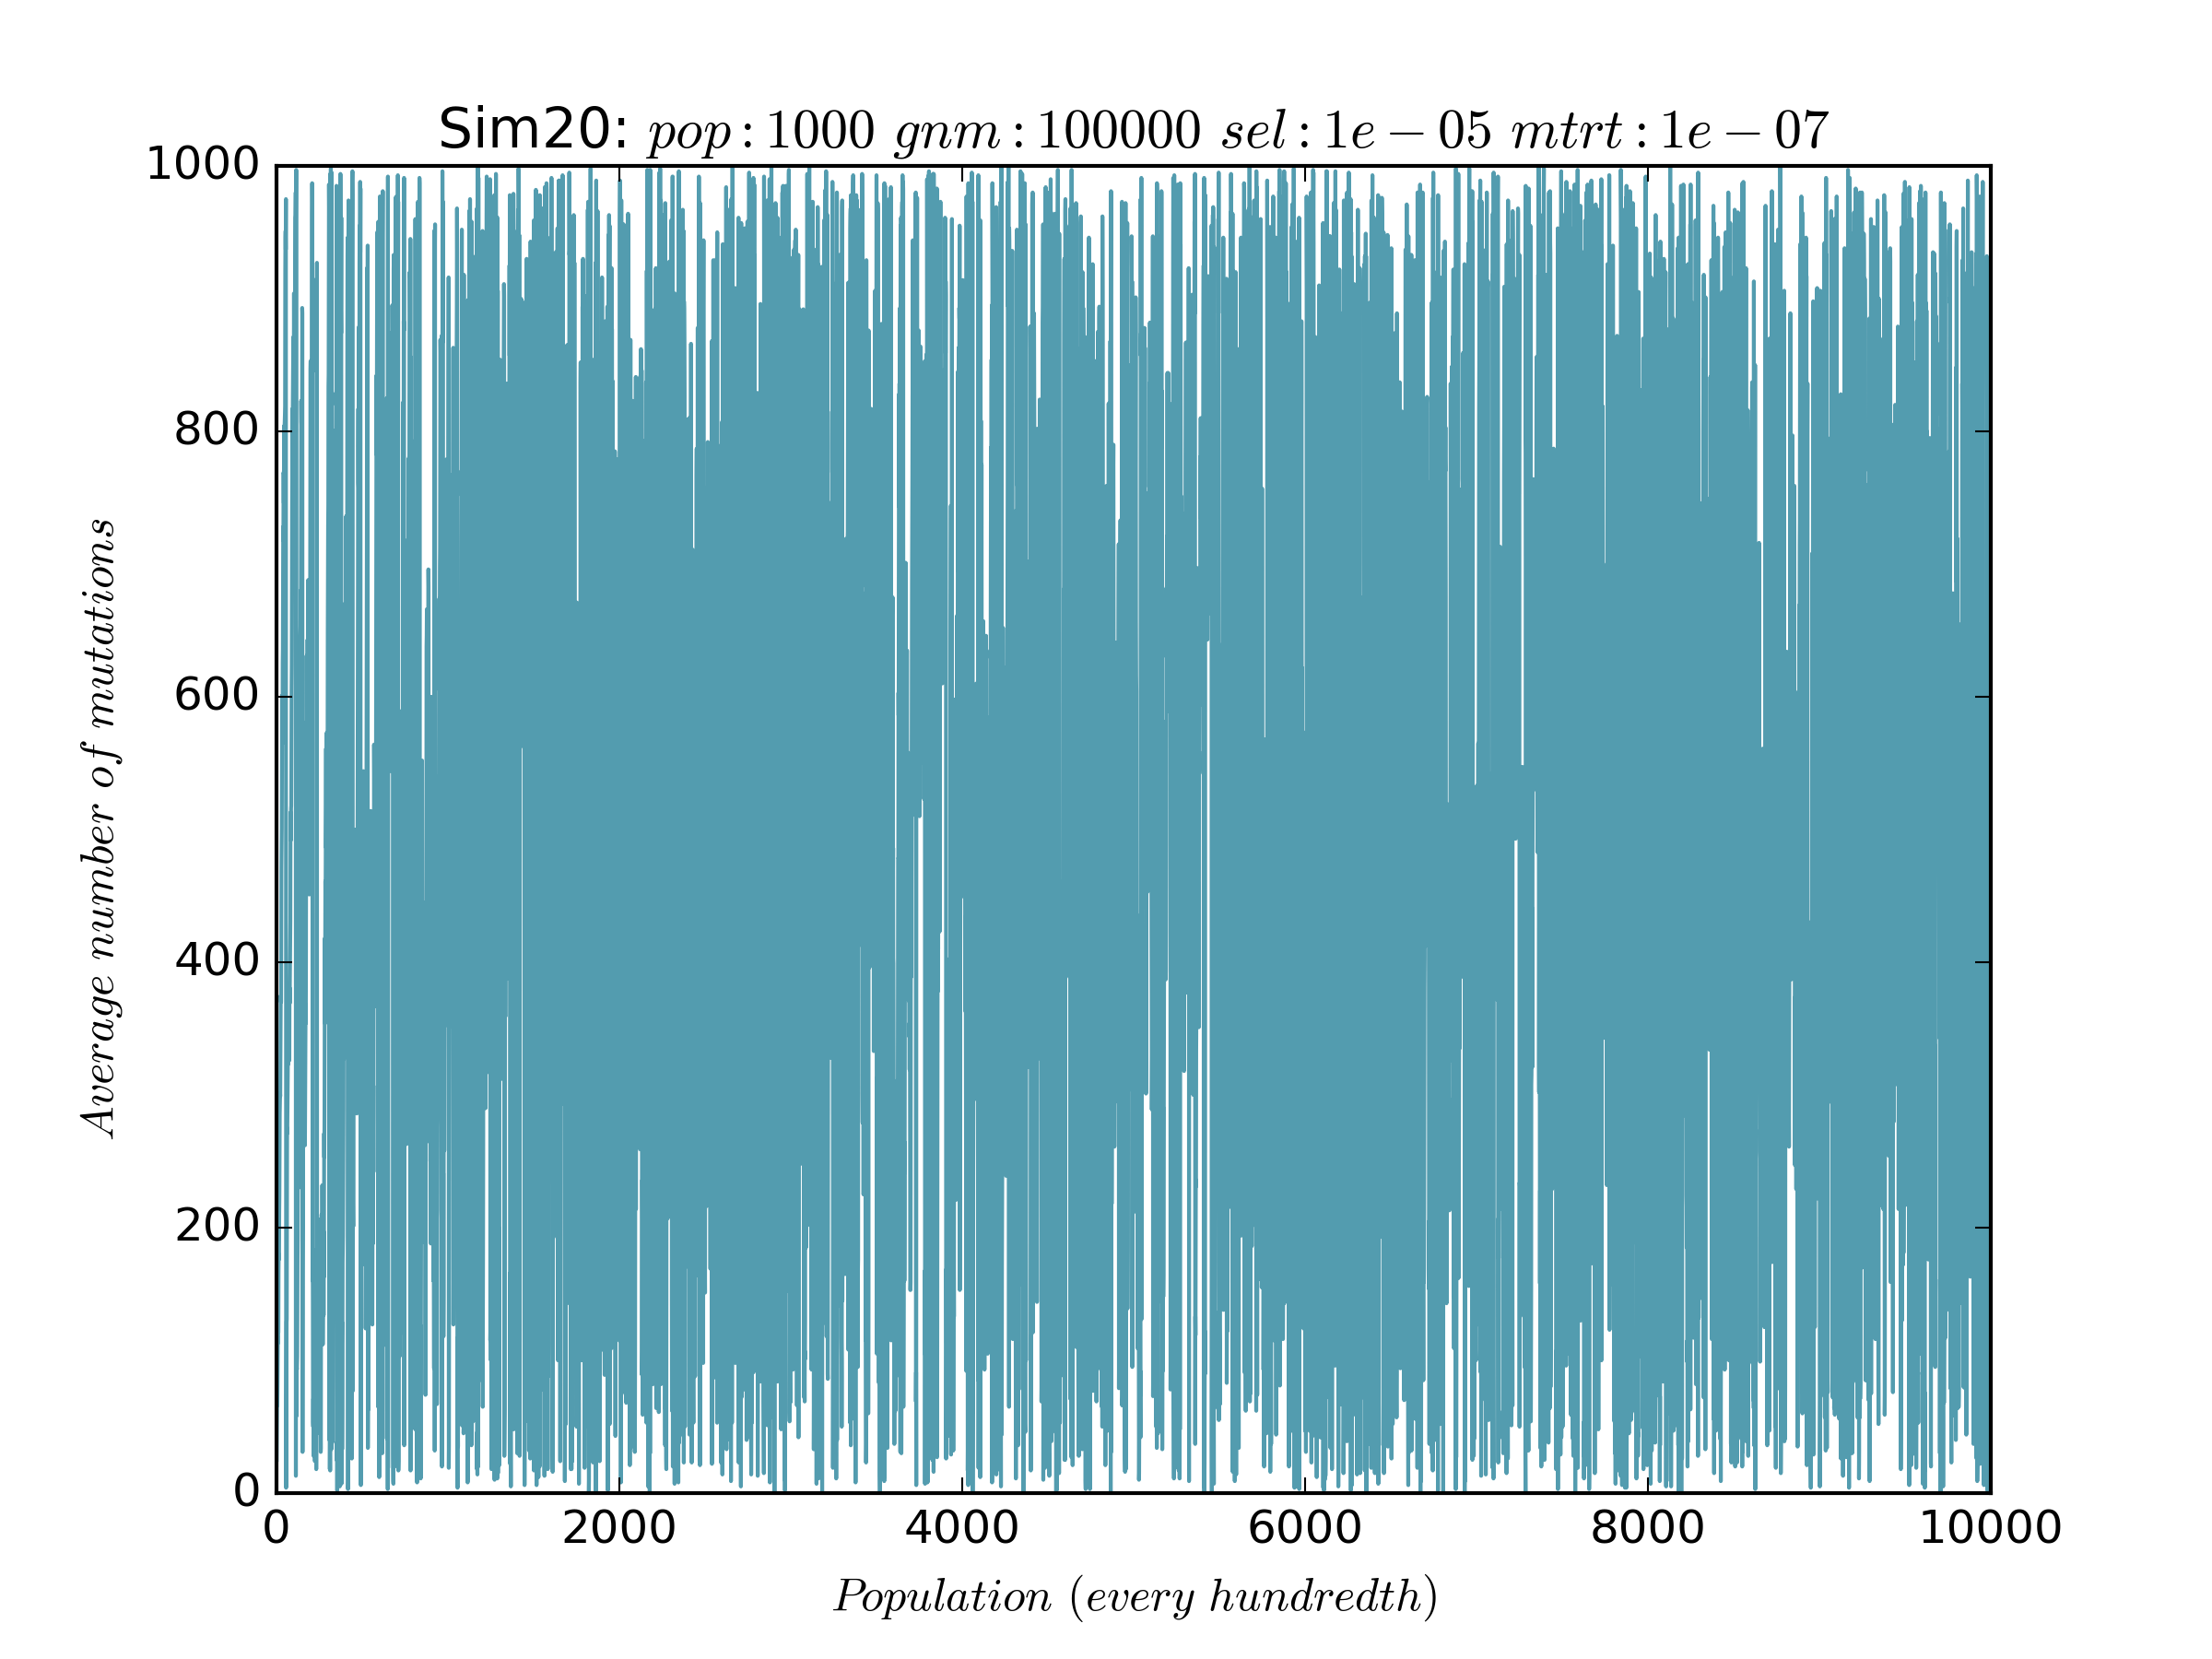 Sim20: pop : 1000 gnm : 100000 sel : 1e − 05 mtrt : 1e − 07
1000
800
600
400
200
0
Average number of mutations
0 2000 4000 6000 8000 10000
Population (every hundredth)